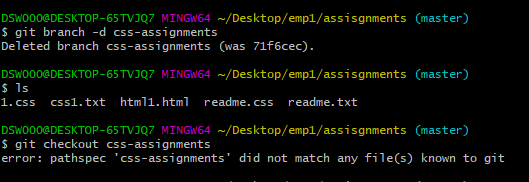 DSWOOO@DESKTOP-65TVJQ7 MINGW64 ~/Desktop/emp1/assisgnments (master)
$ git branch -d css-assignments
Deleted branch css-assignments (was 71f6cec).
DSWOOO@DESKTOP-65TVJQ7 MINGW64 ~/Desktop/emp1/assisgnments (master)
$ ls
1.css css1.txt html1.html readme.css readme.txt
DSWOOO@DESKTOP-65TVJQ7 MINGW64 ~/Desktop/emp1/assisgnments (master)
$ git checkout css-assignments
error: pathspec 'css-assignments' did not match any file(s) known to git